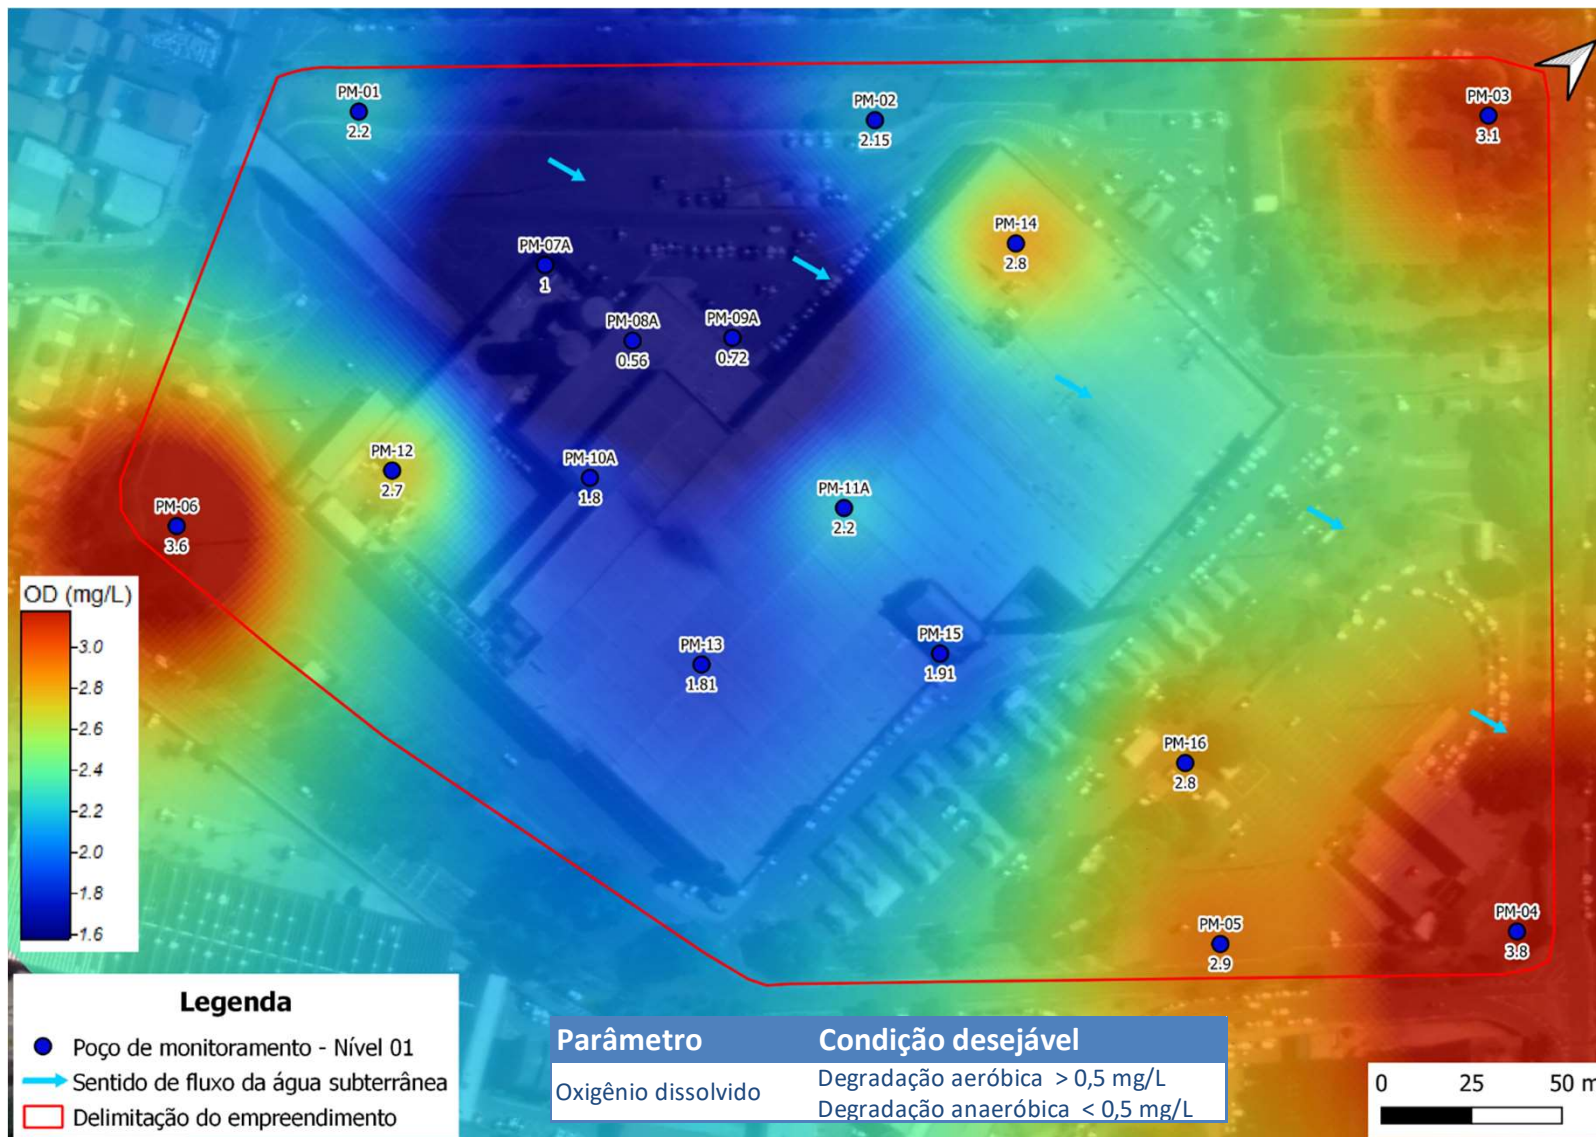 PM-01
2.2
PM-02
2.15
PM-03
3.1
PM-14
2.8
PM-07A
1
PM-08A
0.56
PM-09A
0.72
PM-12
2.7
PM-10A
1.8
PM-11A
2.2
PM-06
3.6
PM-13
1.81
PM-15
1.91
PM-16
2.8
PM-05
2.9
PM-04
3.8
OD (mg/L)
3.0
2.8
2.6
2.4
2.2
2.0
1.8
1.6
Legenda
Poço de monitoramento - Nível 01
Sentido de fluxo da água subterrânea
Delimitação do empreendimento
Parâmetro Condição desejável
Oxigênio dissolvido
Degradação aeróbica > 0,5 mg/L
Degradação anaeróbica < 0,5 mg/L
0 25 50 m